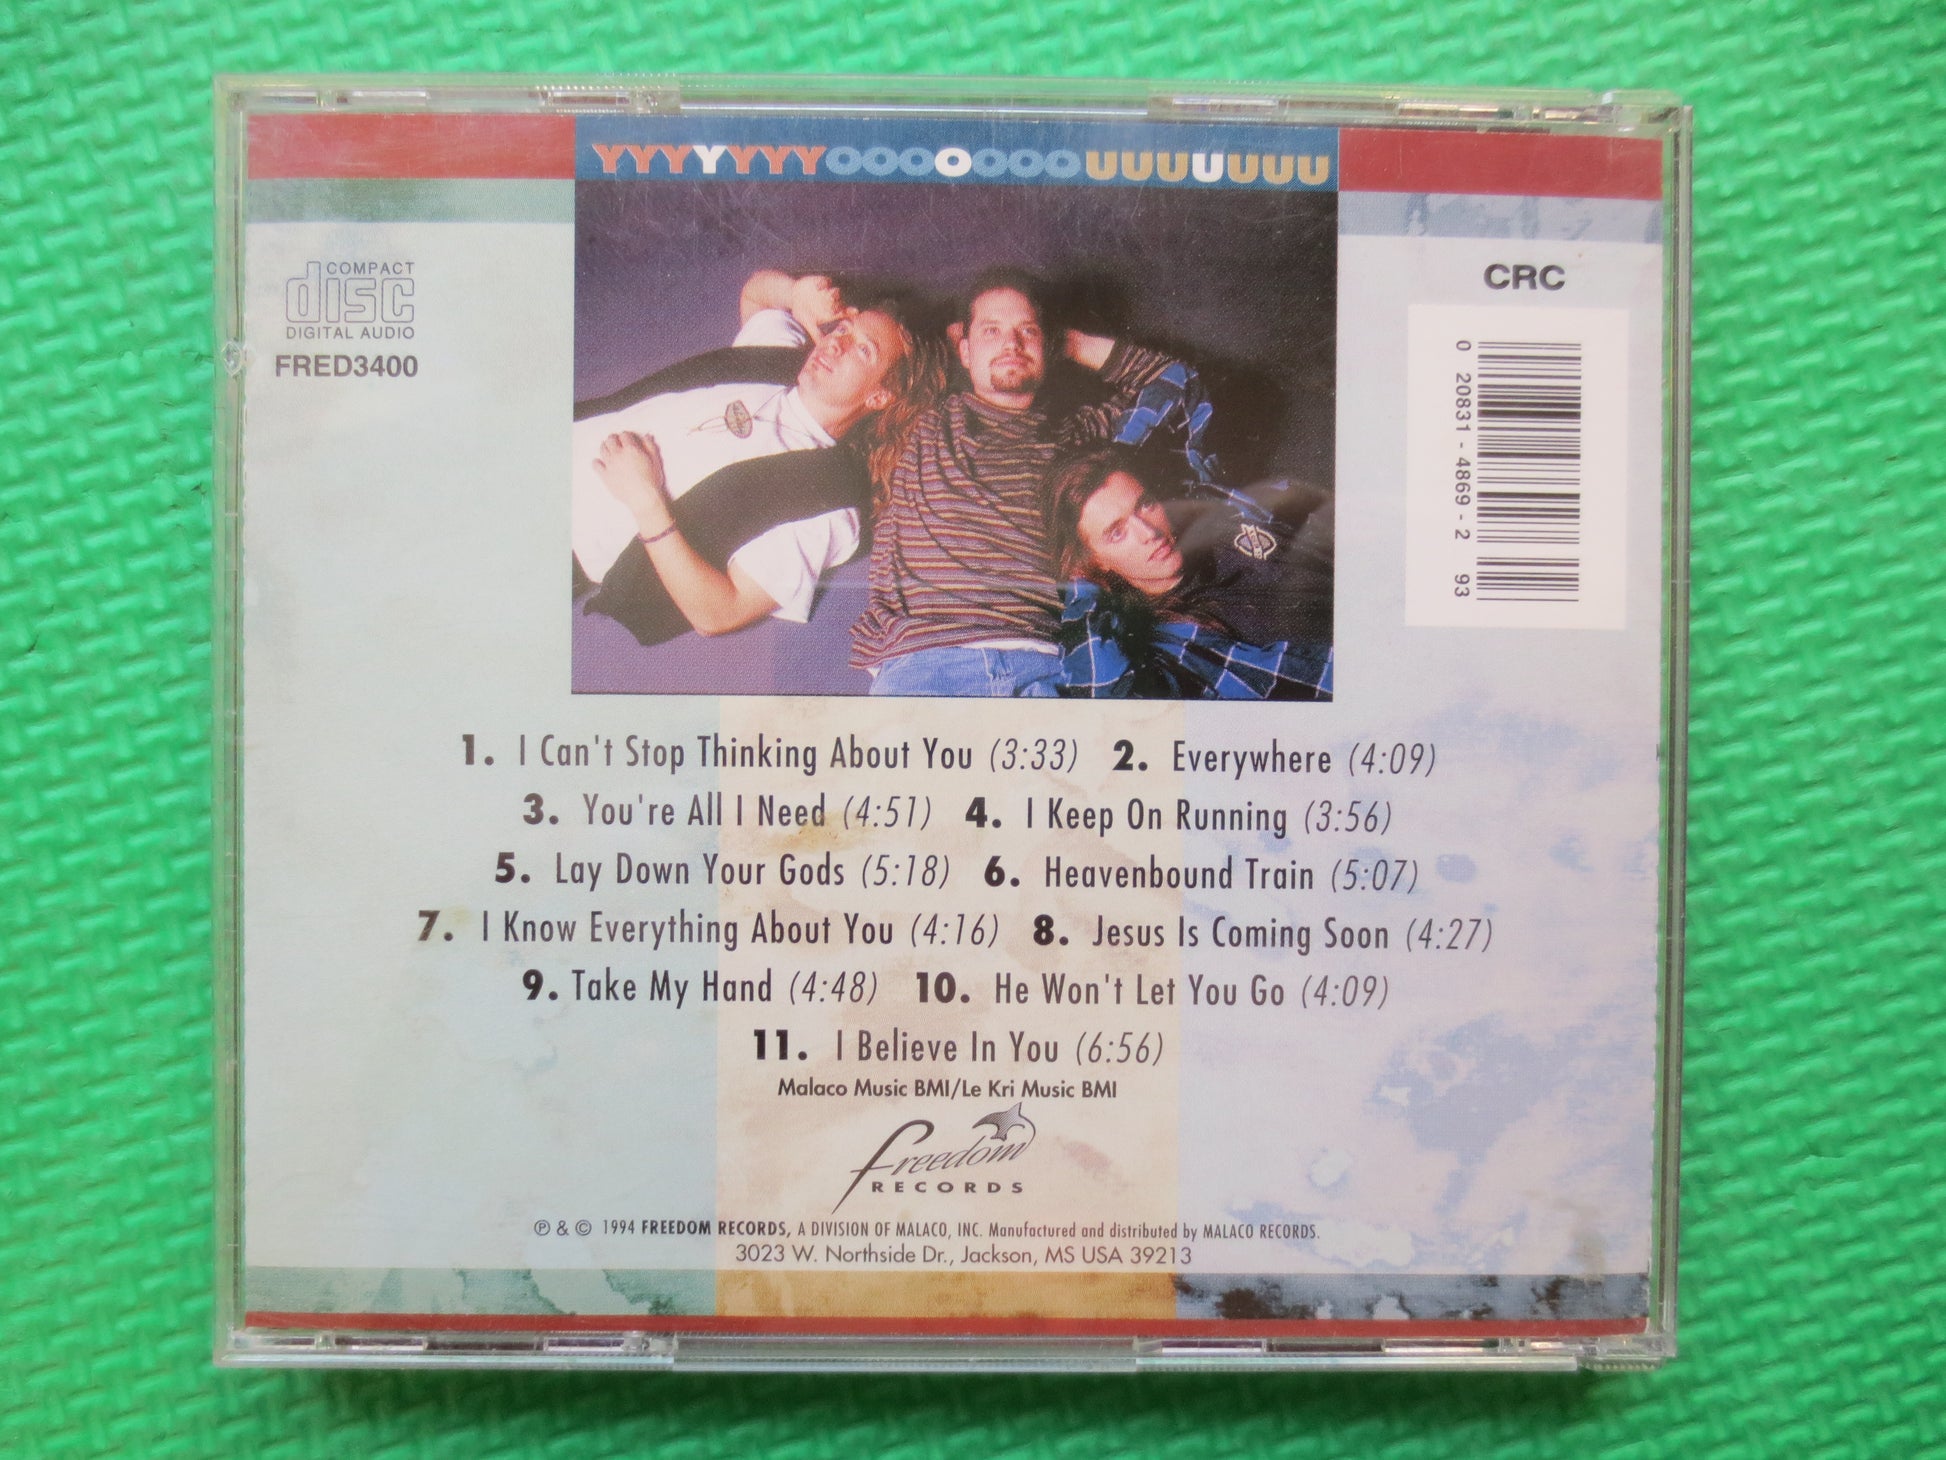 YYYYYYYOOOOOOOUUUUUUU
COMPACT
disc
DIGITAL AUDIO
FRED3400
CRC
0 20831-4869-2 93
1. I Can't Stop Thinking About You (3:33) 2. Everywhere (4:09)
3. You're All I Need (4:51) 4. I Keep On Running (3:56)
5. Lay Down Your Gods (5:18) 6. Heavenbound Train (5:07)
7. I Know Everything About You (4:16) 8. Jesus Is Coming Soon (4:27)
9. Take My Hand (4:48) 10. He Won't Let You Go (4:09)
11. I Believe In You (6:56)
Malaco Music BMI/Le Kri Music BMI
freedom
RECORDS
℗ & © 1994 FREEDOM RECORDS, A DIVISION OF MALACO, INC. Manufactured and distributed by MALACO RECORDS.
3023 W. Northside Dr., Jackson, MS USA 39213